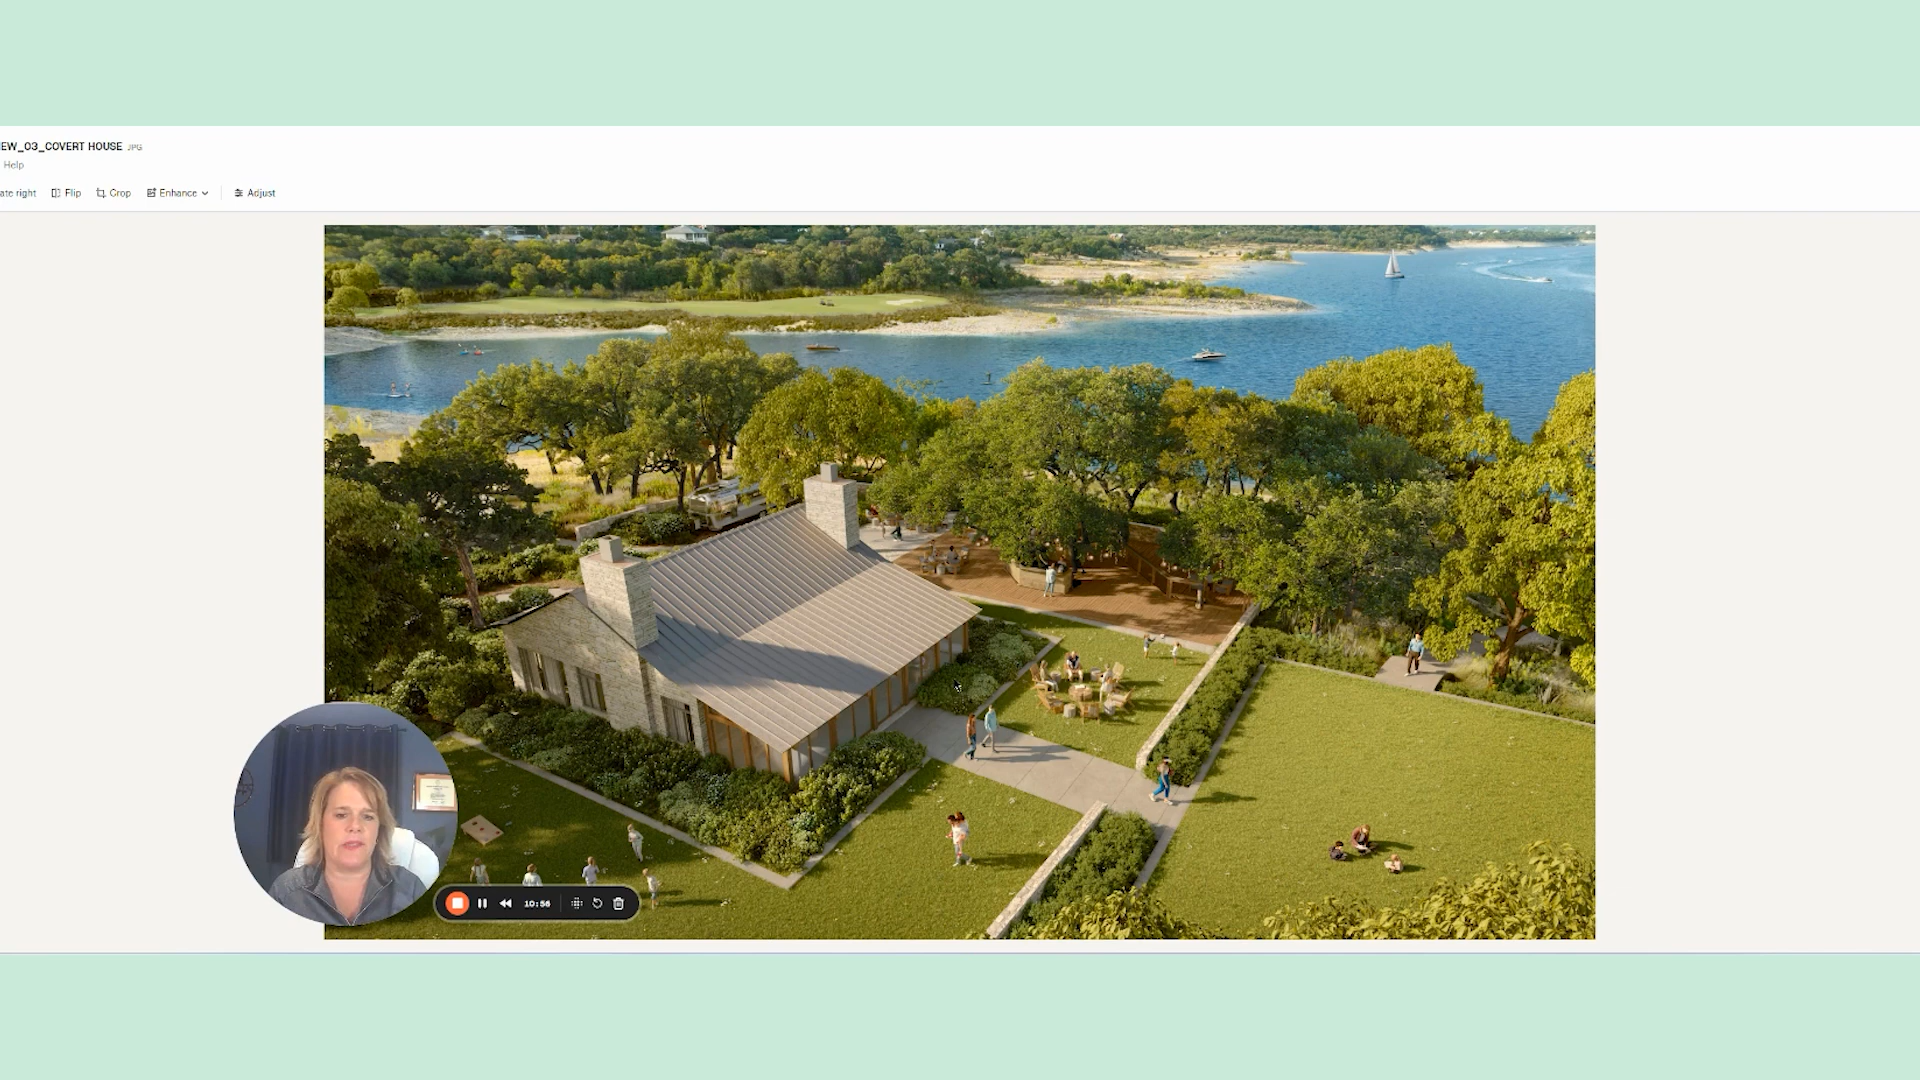 EW_03_COVERT HOUSE JPG
Help
ate right Flip Crop Enhance Adjust
10:56